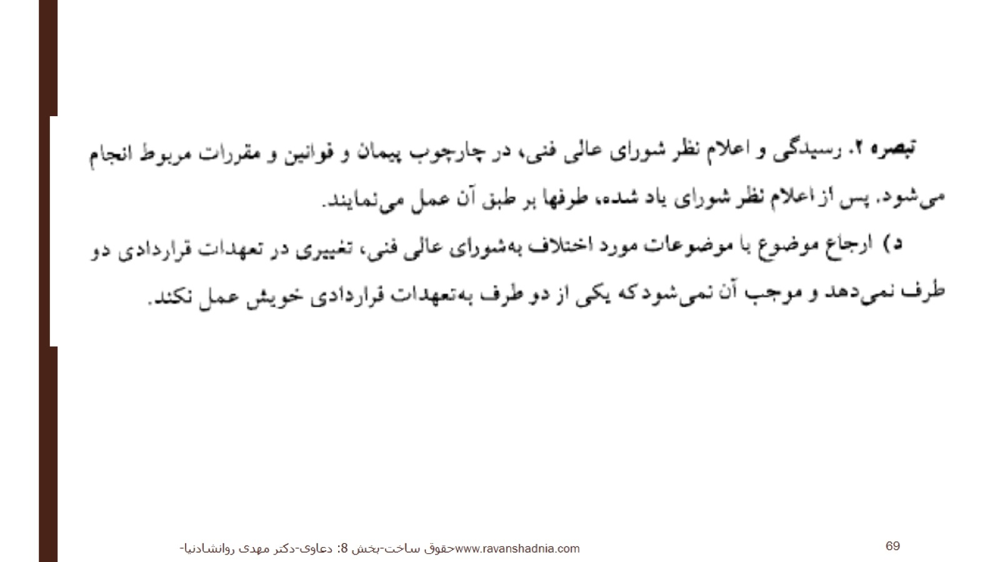 تبصره ۲. رسیدگی و اعلام نظر شورای عالی فنی، در چارچوب پیمان و قوانین و مقررات مربوط انجام
می‌شود. پس از اعلام نظر شورای یاد شده، طرفها بر طبق آن عمل می‌نمایند.
د) ارجاع موضوع یا موضوعات مورد اختلاف به‌شورای عالی فنی، تغییری در تعهدات قراردادی دو
طرف نمی‌دهد و موجب آن نمی‌شود که یکی از دو طرف به‌تعهدات قراردادی خویش عمل نکند.
حقوق ساخت-بخش 8: دعاوی-دکتر مهدی روانشادنیا-www.ravanshadnia.com
69